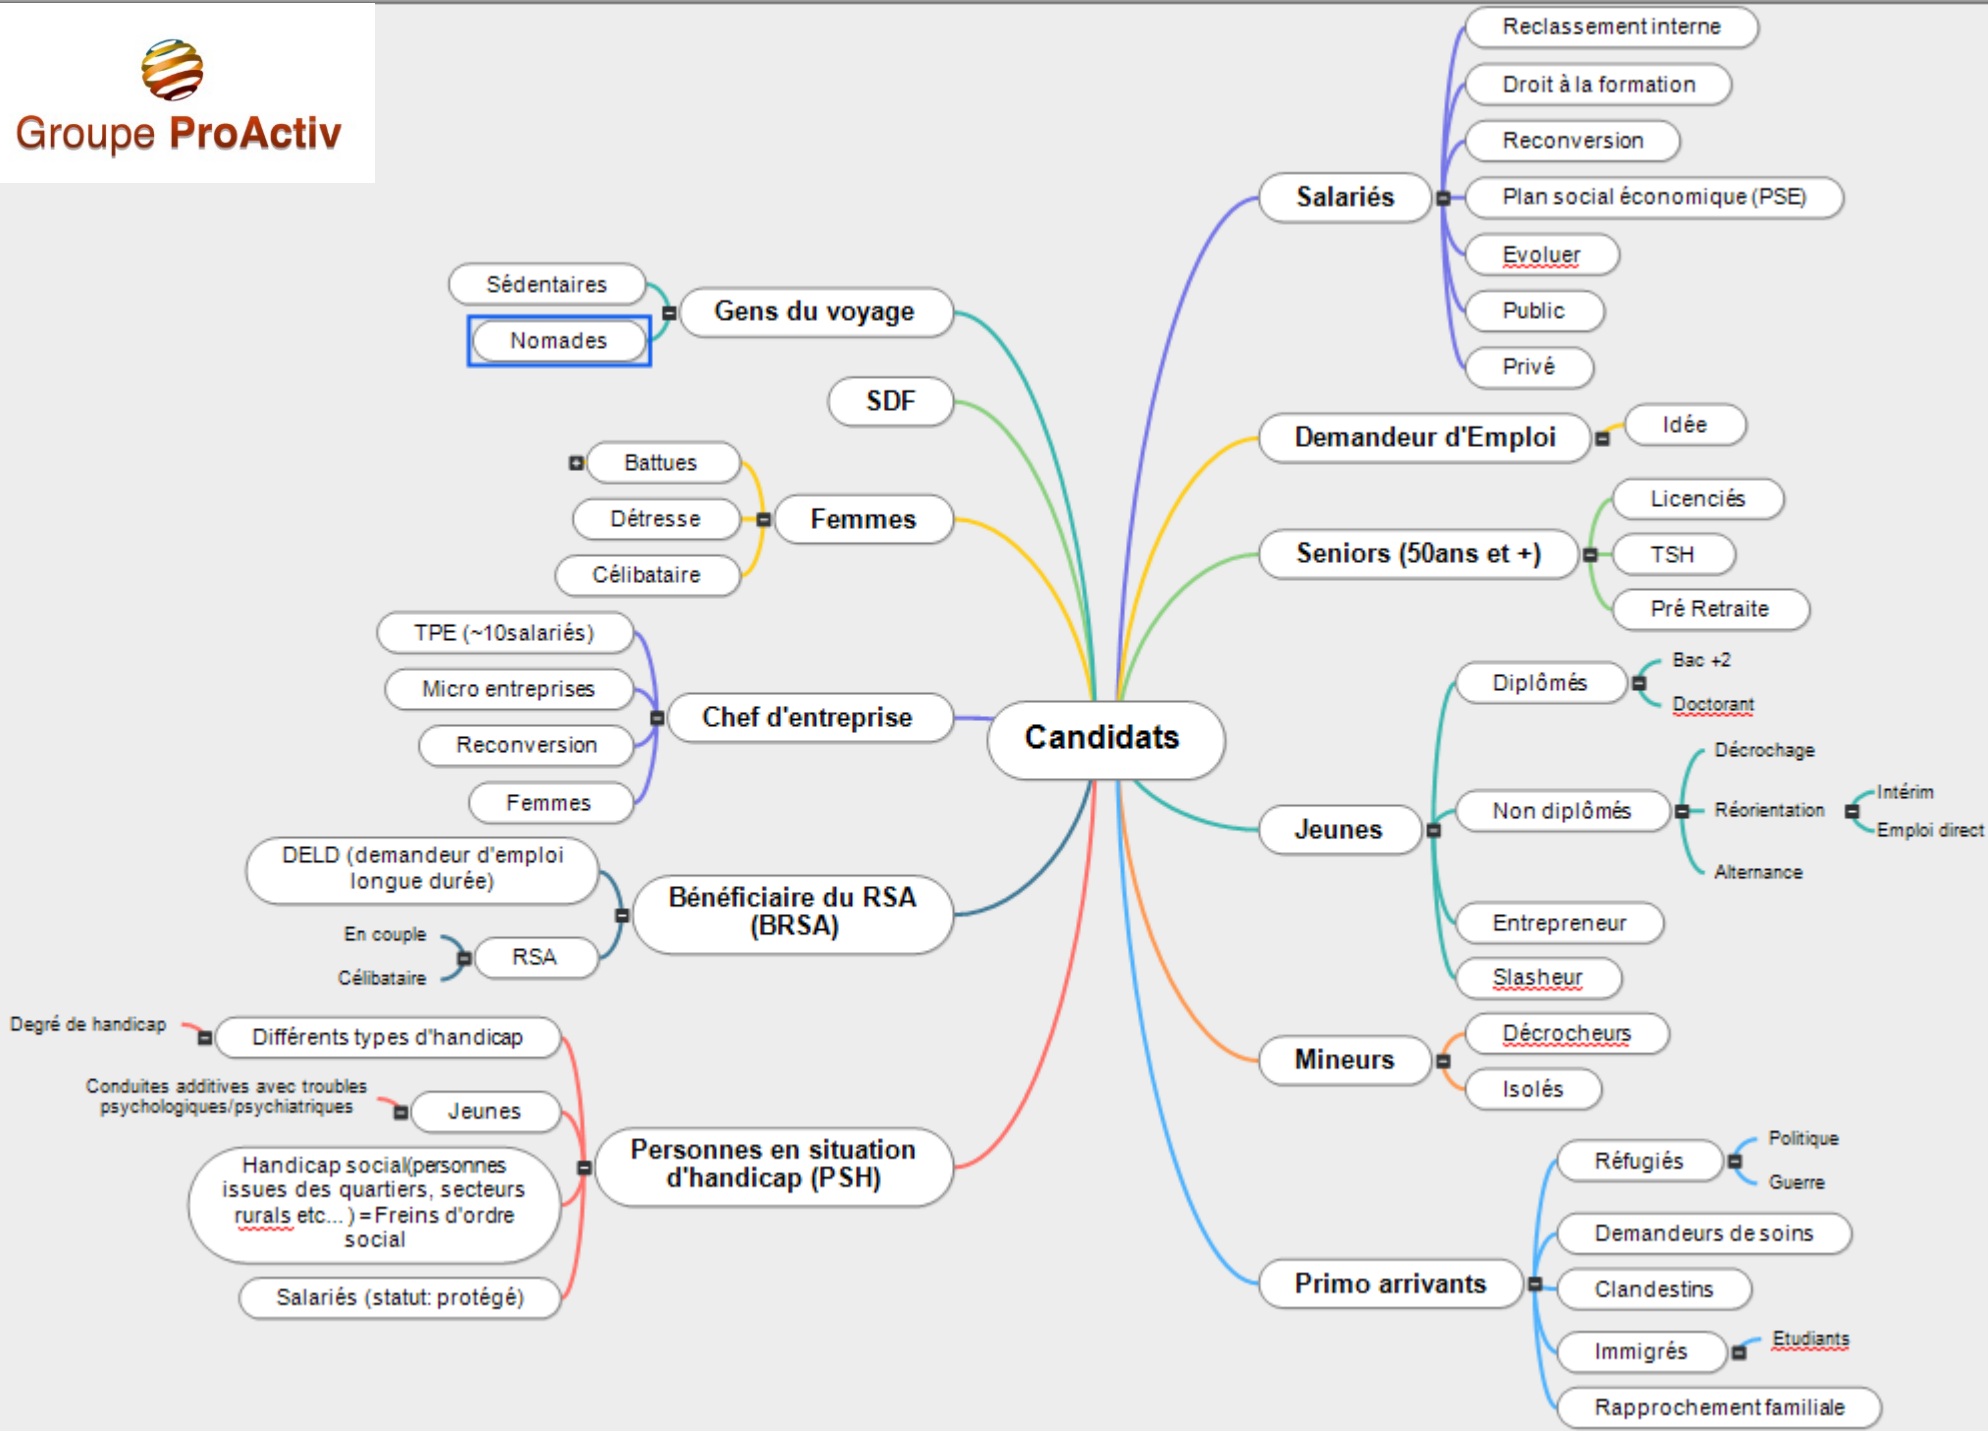 Groupe ProActiv
Candidats
Salariés
Reclassement interne
Droit à la formation
Reconversion
Plan social économique (PSE)
Evoluer
Public
Privé
Demandeur d'Emploi
Idée
Seniors (50ans et +)
Licenciés
TSH
Pré Retraite
Jeunes
Diplômés
Bac +2
Doctorant
Non diplômés
Décrochage
Réorientation
Intérim
Emploi direct
Alternance
Entrepreneur
Slasheur
Mineurs
Décrocheurs
Isolés
Primo arrivants
Réfugiés
Politique
Guerre
Demandeurs de soins
Clandestins
Immigrés
Etudiants
Rapprochement familiale
Gens du voyage
Sédentaires
Nomades
SDF
Femmes
Battues
Détresse
Célibataire
Chef d'entreprise
TPE (~10salariés)
Micro entreprises
Reconversion
Femmes
Bénéficiaire du RSA
(BRSA)
DELD (demandeur d'emploi
longue durée)
RSA
En couple
Célibataire
Personnes en situation
d'handicap (PSH)
Différents types d'handicap
Degré de handicap
Jeunes
Conduites additives avec troubles
psychologiques/psychiatriques
Handicap social(personnes
issues des quartiers, secteurs
rurals etc... ) = Freins d'ordre
social
Salariés (statut: protégé)